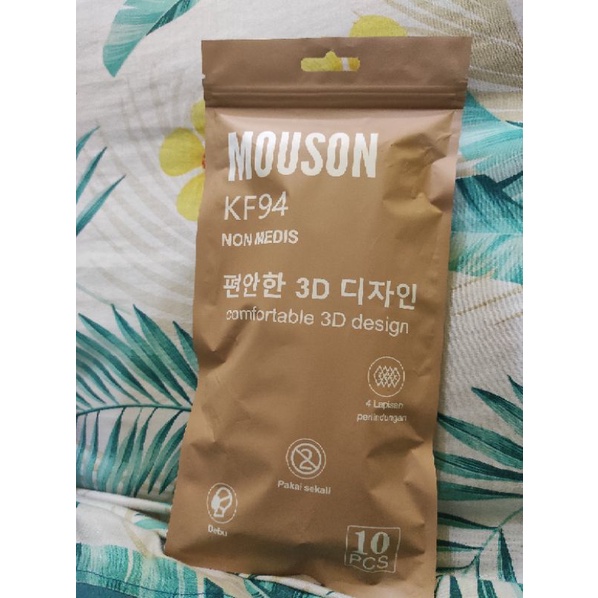 MOUSON
KF94
NON MEDIS
편안한 3D 디자인
comfortable 3D design
4 Lapisan
perlindungan
Pakai sekali
Debu
10
PCS